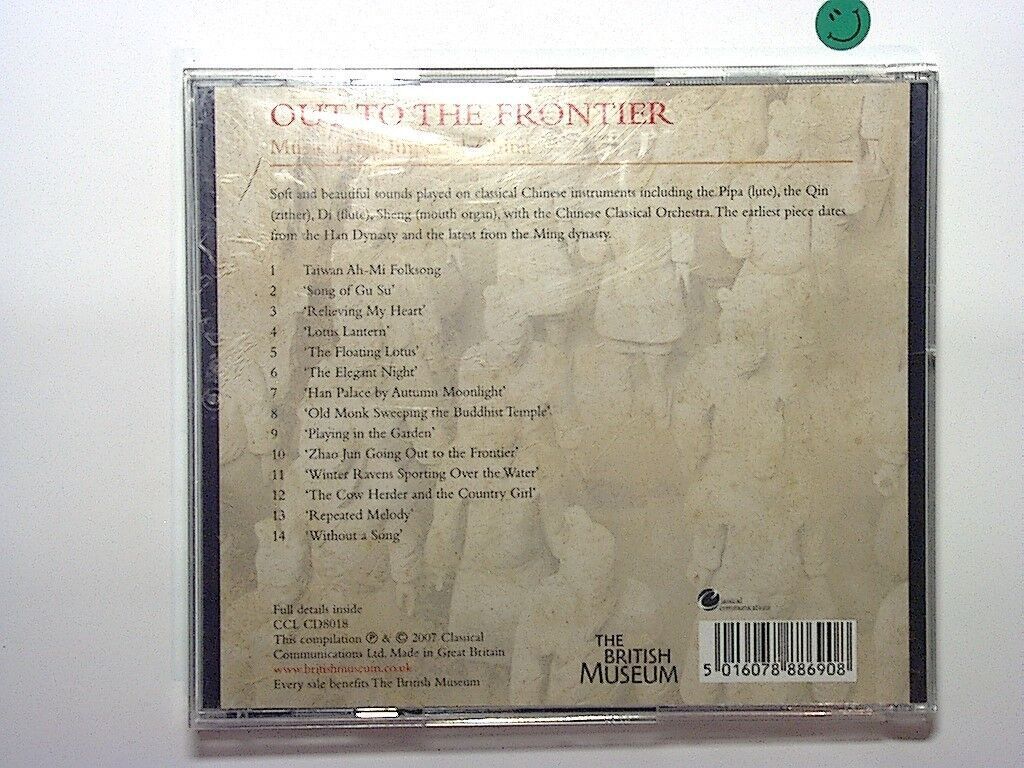 OUT TO THE FRONTIER
Music
Soft and beautiful sounds played on classical Chinese instruments including the Pipa (lute), the Qin
(zither), Di (flute), Sheng (mouth organ), with the Chinese Classical Orchestra. The earliest piece dates
from the Han Dynasty and the latest from the Ming dynasty.
1 Taiwan Ah-Mi Folksong
2 'Song of Gu Su'
3 'Relieving My Heart'
4 'Lotus Lantern'
5 'The Floating Lotus'
6 'The Elegant Night'
7 'Han Palace by Autumn Moonlight'
8 'Old Monk Sweeping the Buddhist Temple'
9 'Playing in the Garden'
10 'Zhao Jun Going Out to the Frontier'
11 'Winter Ravens Sporting Over the Water'
12 'The Cow Herder and the Country Girl'
13 'Repeated Melody'
14 'Without a Song'
Full details inside
CCL CD8018
This compilation ℗ & © 2007 Classical
Communications Ltd. Made in Great Britain
www.britishmuseum.co.uk
Every sale benefits The British Museum
THE
BRITISH
MUSEUM
classical
communications
5 016078 886908